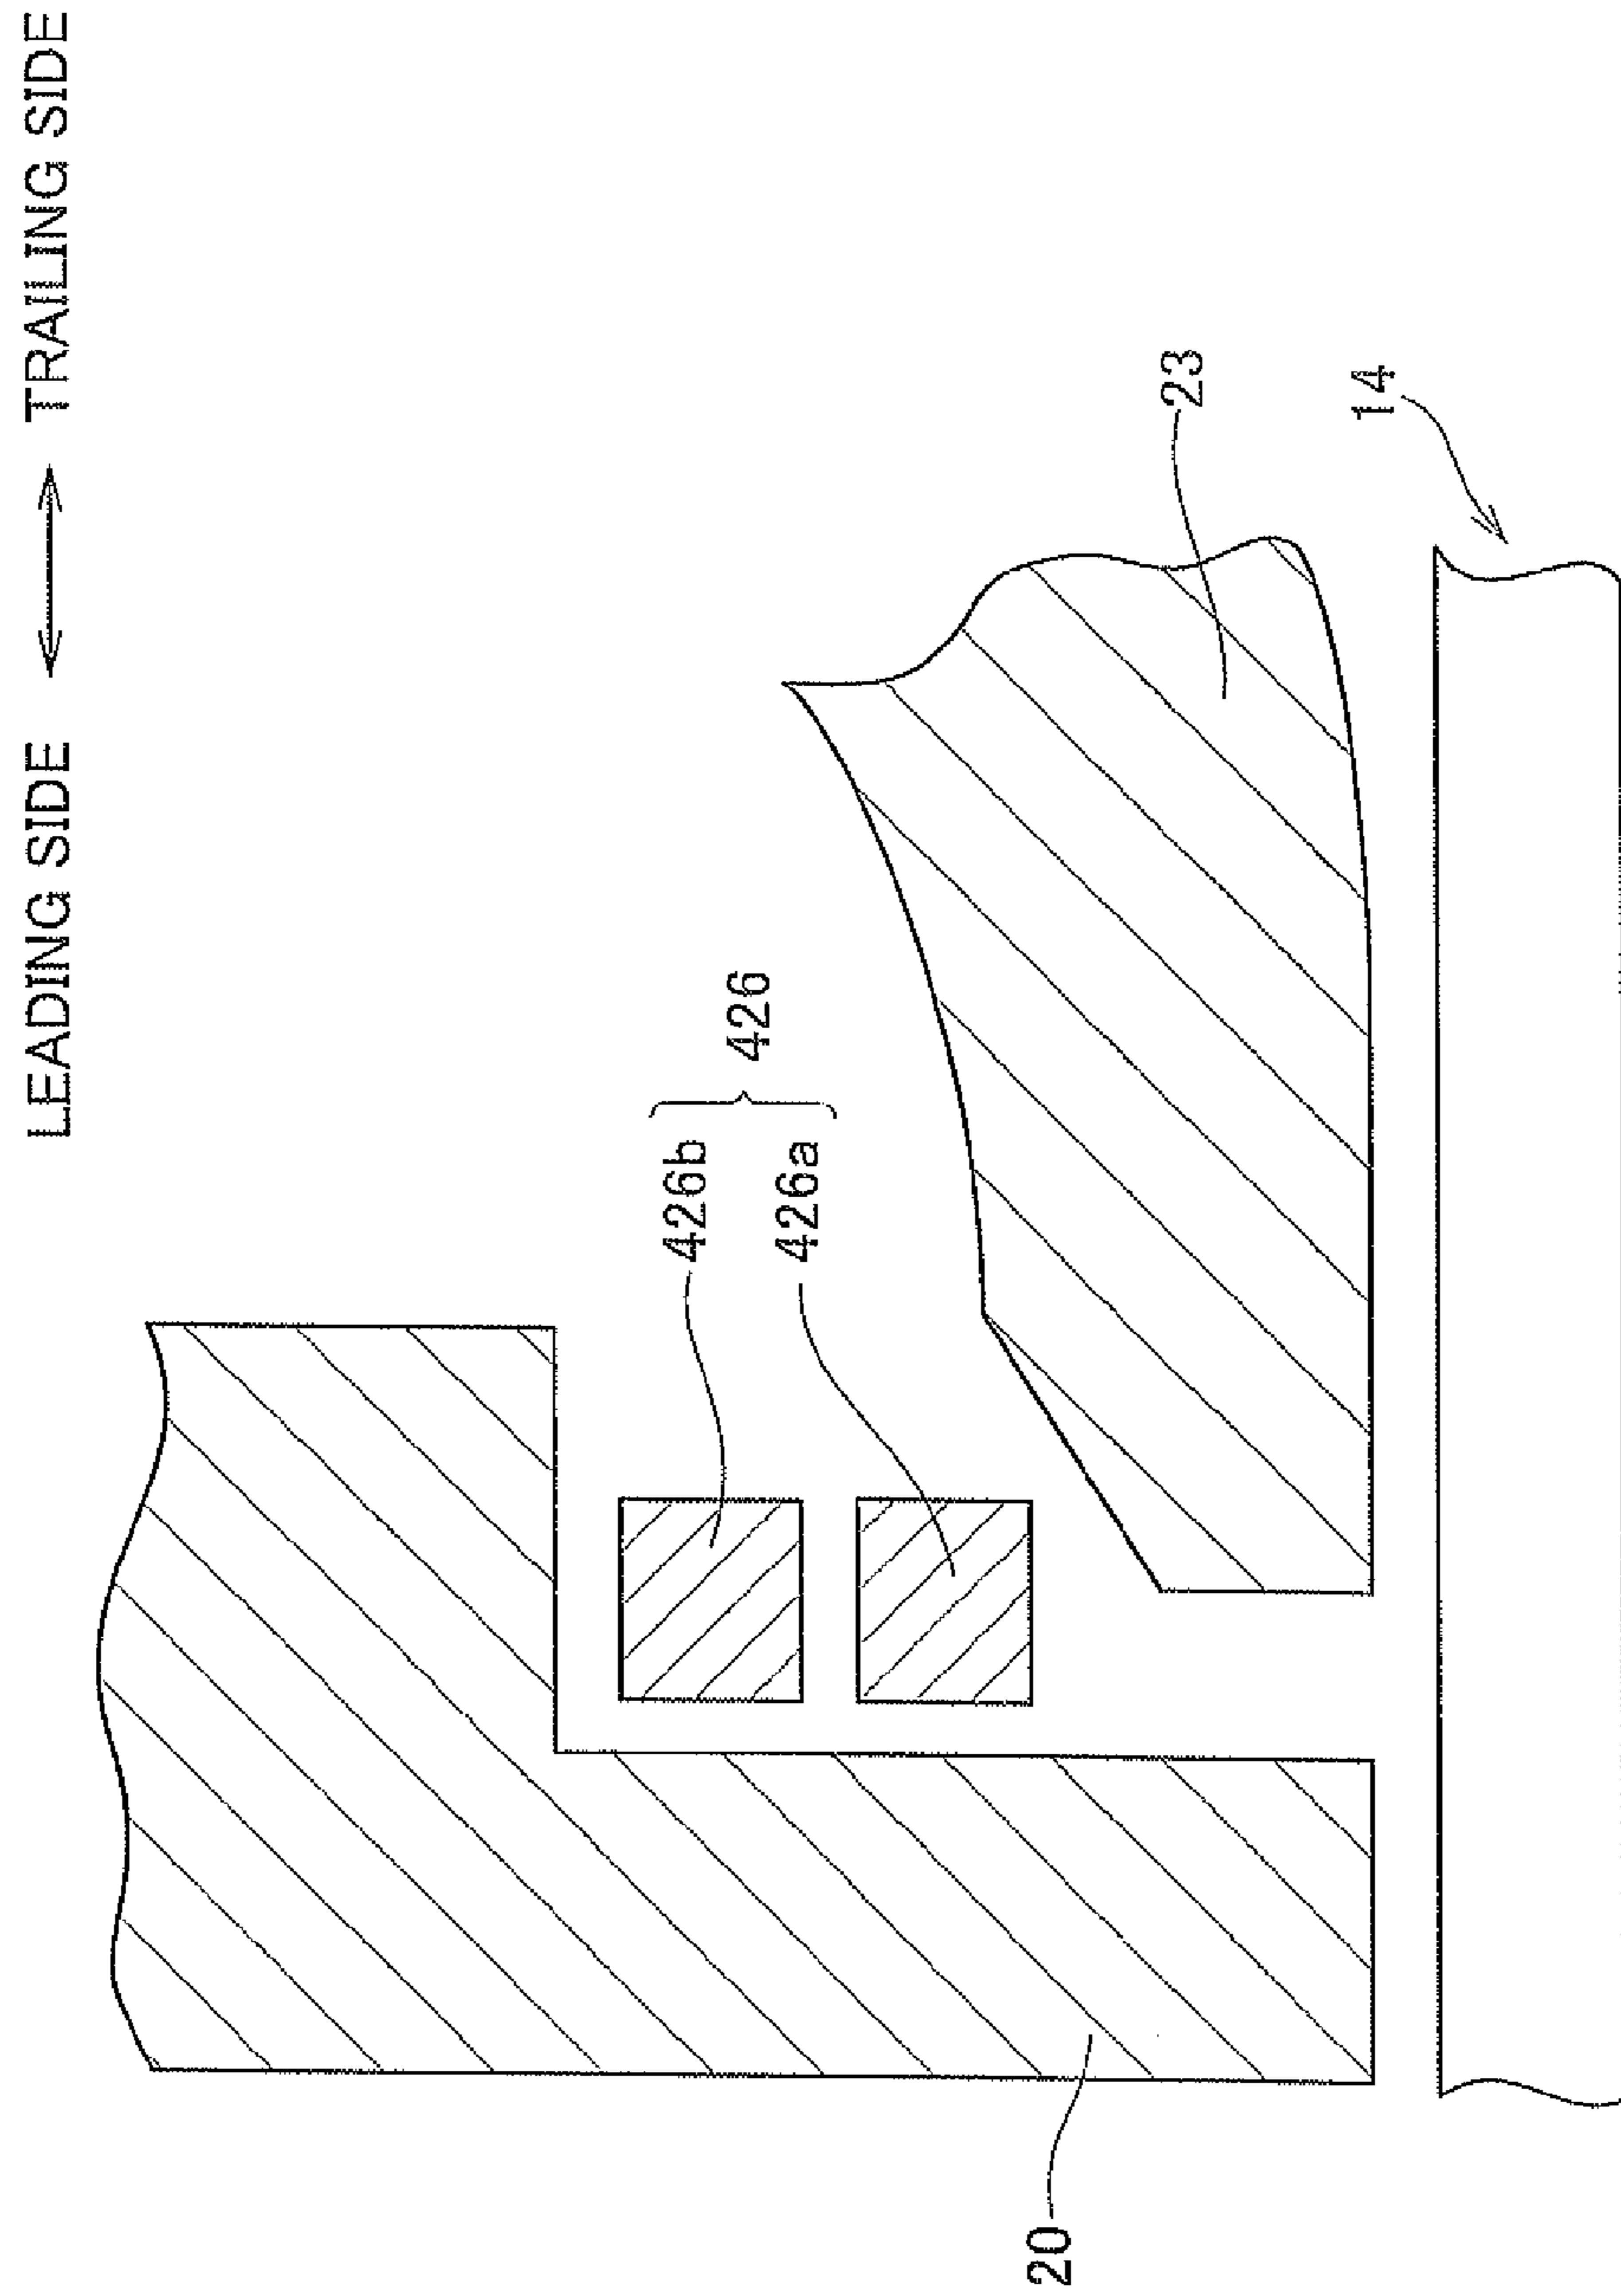 LEADING SIDE ↔ TRAILING SIDE
426
426b
426a
23
14
20